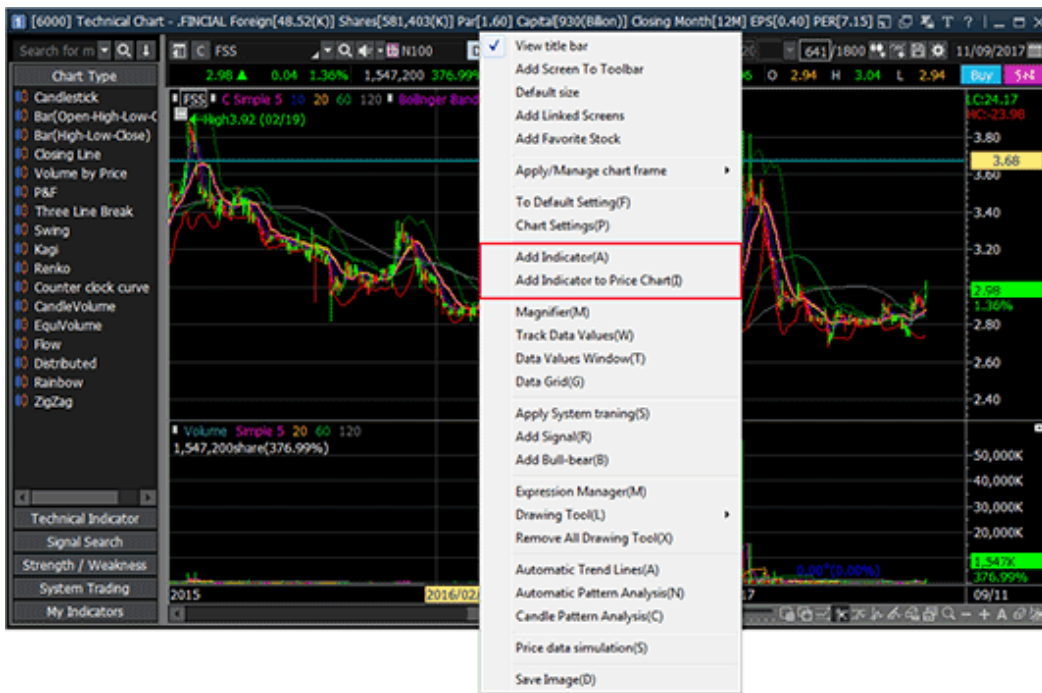 [6000] Technical Chart - .FINCIAL Foreign[48.52(K)] Shares[581,403(K)] Par[1.60] Capital[930(Billion)] Closing Month[12M] EPS[0.40] PER[7.15] T ?
Search for m C FSS N100 641/1800 11/09/2017
Chart Type
2.98 ▲ 0.04 1.36% 1,547,200 376.99% O 2.94 H 3.04 L 2.94 Buy Sell
Candlestick
Bar(Open-High-Low-C
Bar(High-Low-Close)
Closing Line
Volume by Price
P&F
Three Line Break
Swing
Kagi
Renko
Counter clock curve
CandleVolume
EquiVolume
Flow
Distributed
Rainbow
ZigZag
Technical Indicator
Signal Search
Strength / Weakness
System Trading
My Indicators
FSS C Simple 5 10 20 60 120 Bollinger Band
High3.92 (02/19)
Volume Simple 5 20 60 120
1,547,200share(376.99%)
2015
2016/02/
View title bar
Add Screen To Toolbar
Default size
Add Linked Screens
Add Favorite Stock
Apply/Manage chart frame
To Default Setting(F)
Chart Settings(P)
Add Indicator(A)
Add Indicator to Price Chart(I)
Magnifier(M)
Track Data Values(W)
Data Values Window(T)
Data Grid(G)
Apply System traning(S)
Add Signal(R)
Add Bull-bear(B)
Expression Manager(M)
Drawing Tool(L)
Remove All Drawing Tool(X)
Automatic Trend Lines(A)
Automatic Pattern Analysis(N)
Candle Pattern Analysis(C)
Price data simulation(S)
Save Image(D)
LC:24.17
HC:-23.98
3.80
3.68
3.60
3.40
3.20
2.98
1.36%
2.80
2.60
2.40
50,000K
40,000K
30,000K
20,000K
1,547K
376.99%
0.00°(0.00%)
17
09/11